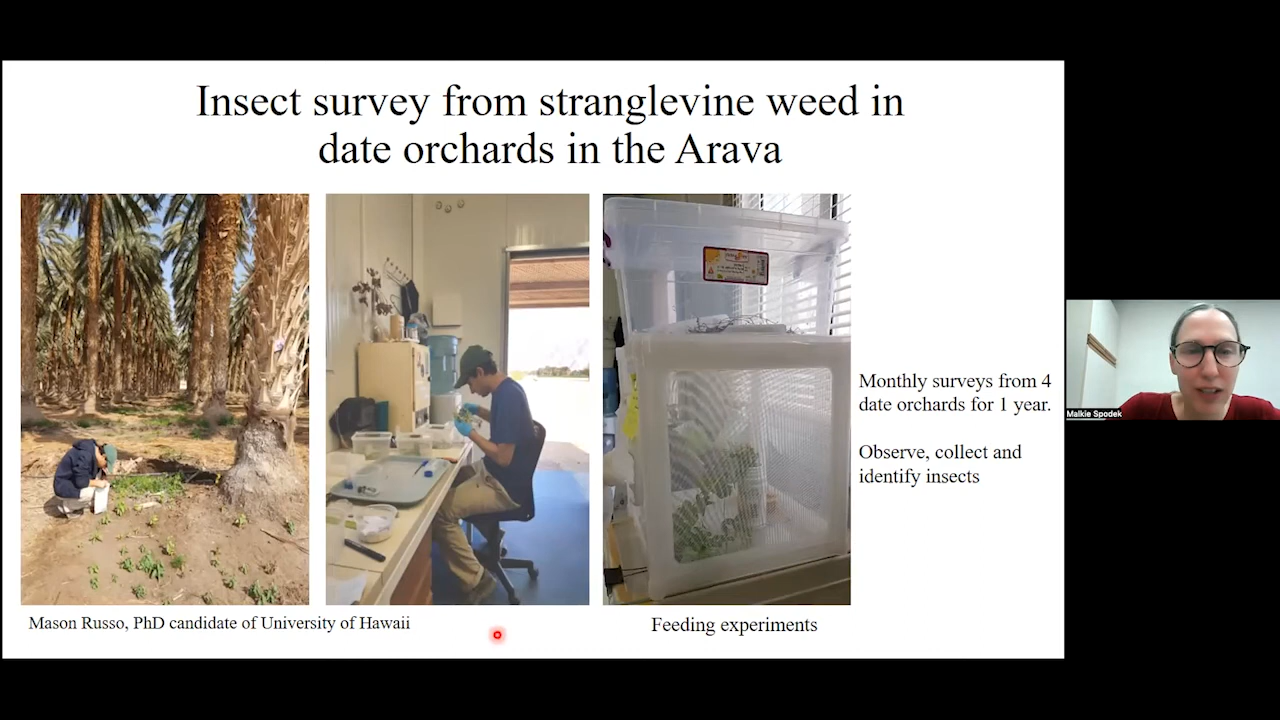 Insect survey from stranglevine weed in
date orchards in the Arava
Monthly surveys from 4
date orchards for 1 year.
Observe, collect and
identify insects
Mason Russo, PhD candidate of University of Hawaii
Feeding experiments
Malkie Spodek